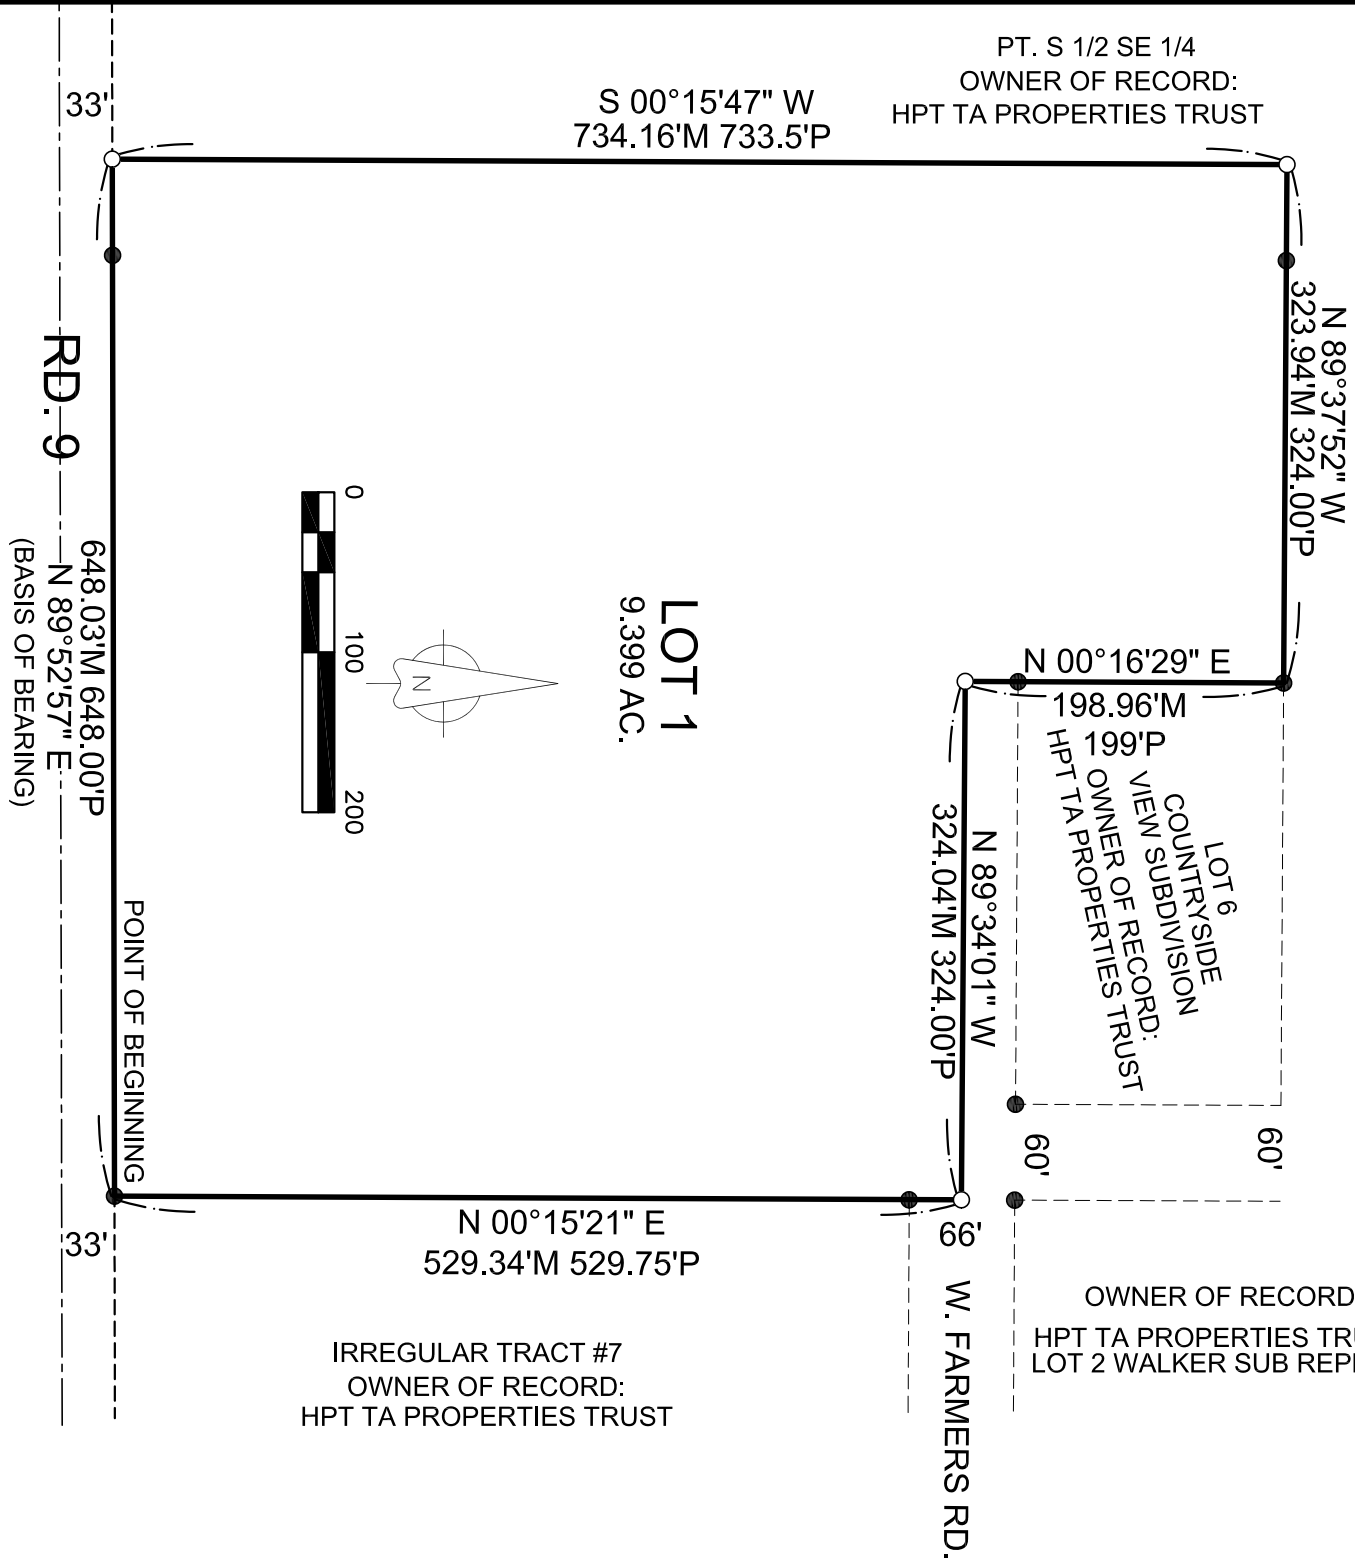 PT. S 1/2 SE 1/4
OWNER OF RECORD:
HPT TA PROPERTIES TRUST
33'
S 00°15'47" W
734.16'M 733.5'P
N 89°37'52" W
323.94'M 324.00'P
RD. 9
648.03'M 648.00'P
N 89°52'57" E
(BASIS OF BEARING)
0
100
200
N
LOT 1
9.399 AC.
N 00°16'29" E
198.96'M
199'P
LOT 6
COUNTRYSIDE
VIEW SUBDIVISION
OWNER OF RECORD:
HPT TA PROPERTIES TRUST
N 89°34'01" W
324.04'M 324.00'P
POINT OF BEGINNING
60'
60'
33'
N 00°15'21" E
529.34'M 529.75'P
66'
W. FARMERS RD.
OWNER OF RECORD
HPT TA PROPERTIES
LOT 2 WALKER SUB
IRREGULAR TRACT #7
OWNER OF RECORD:
HPT TA PROPERTIES TRUST